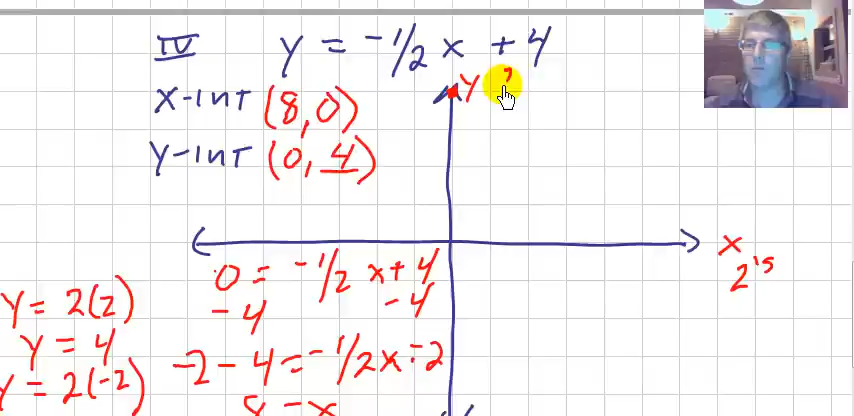 IV y = -1/2 x + 4
X-int (8,0)
Y-int (0, 4)
Y
x
2's
0 = -1/2 x + 4
-4 -4
-2 - 4 = -1/2 x · -2
8 = x
Y = 2(2)
y = 4
Y = 2(-2)